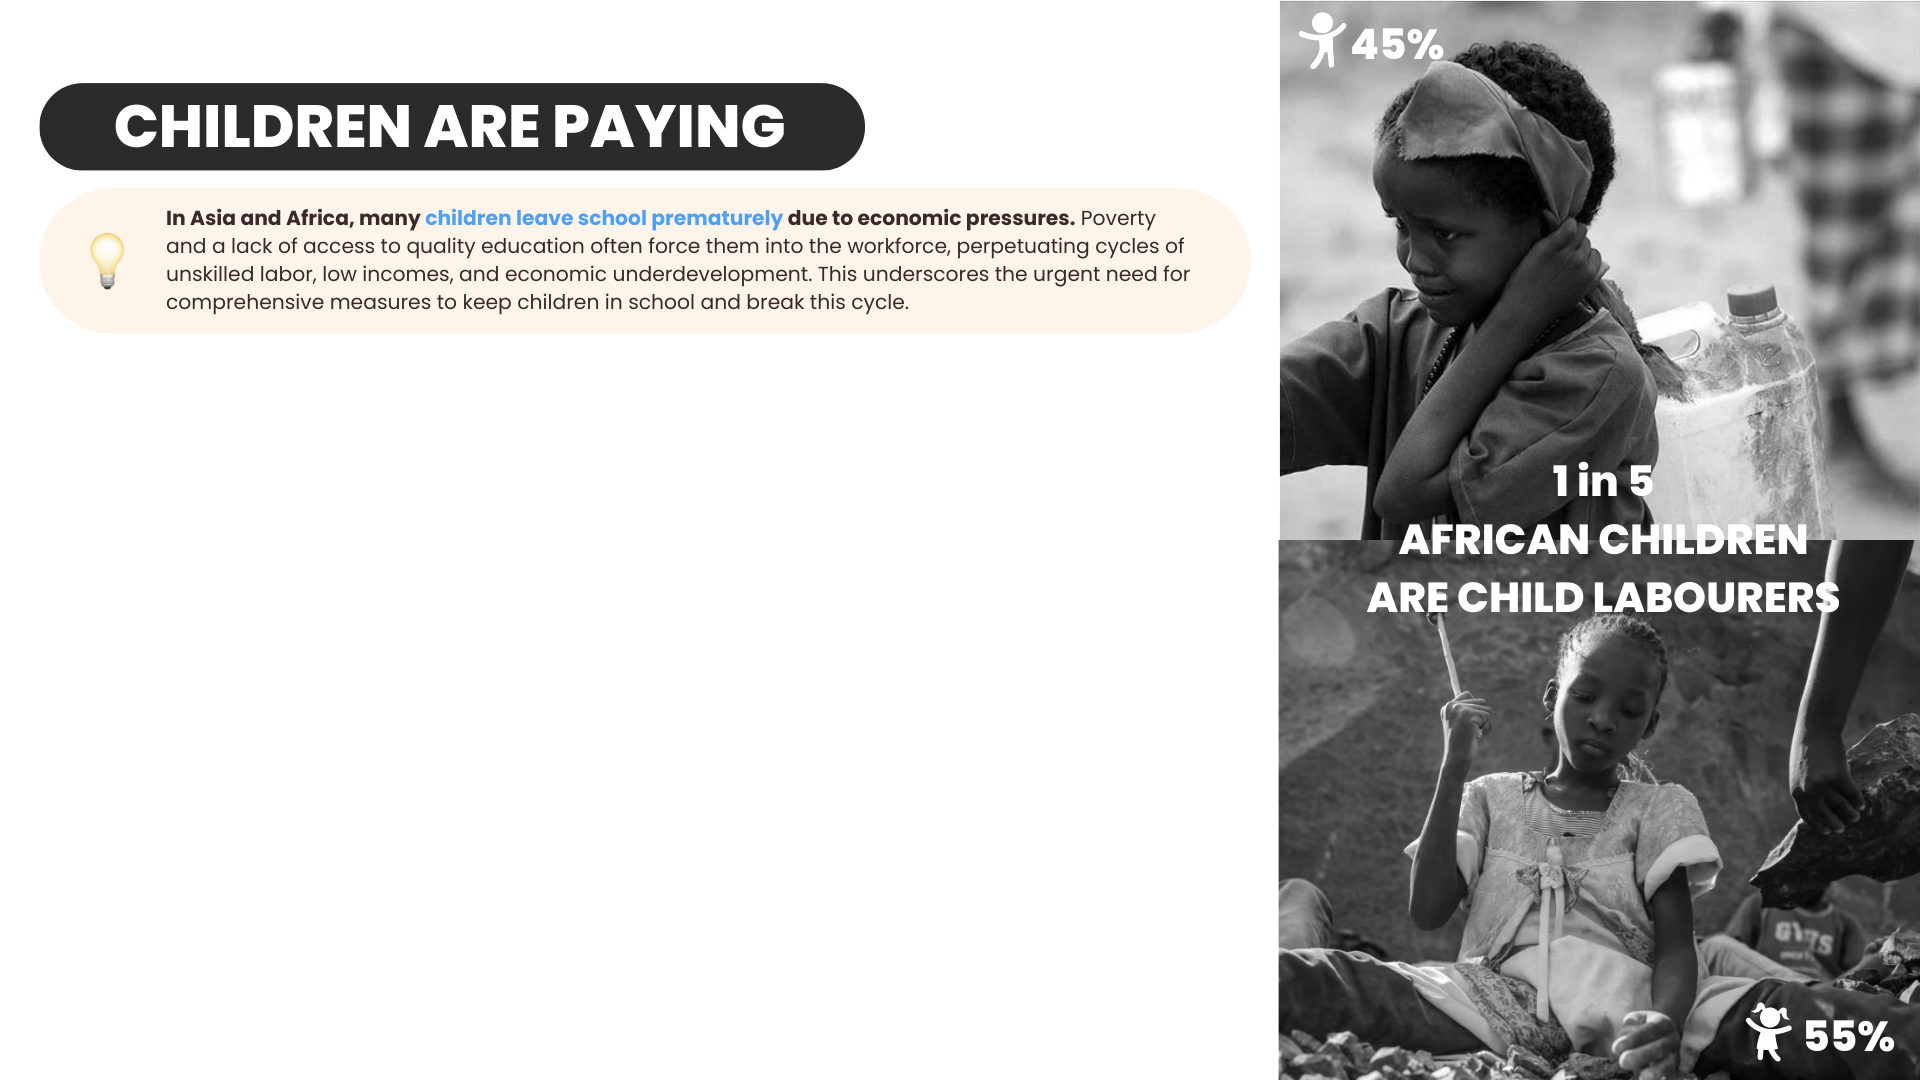 CHILDREN ARE PAYING
In Asia and Africa, many children leave school prematurely due to economic pressures. Poverty
and a lack of access to quality education often force them into the workforce, perpetuating cycles of
unskilled labor, low incomes, and economic underdevelopment. This underscores the urgent need for
comprehensive measures to keep children in school and break this cycle.
45%
1 in 5
AFRICAN CHILDREN
ARE CHILD LABOURERS
55%